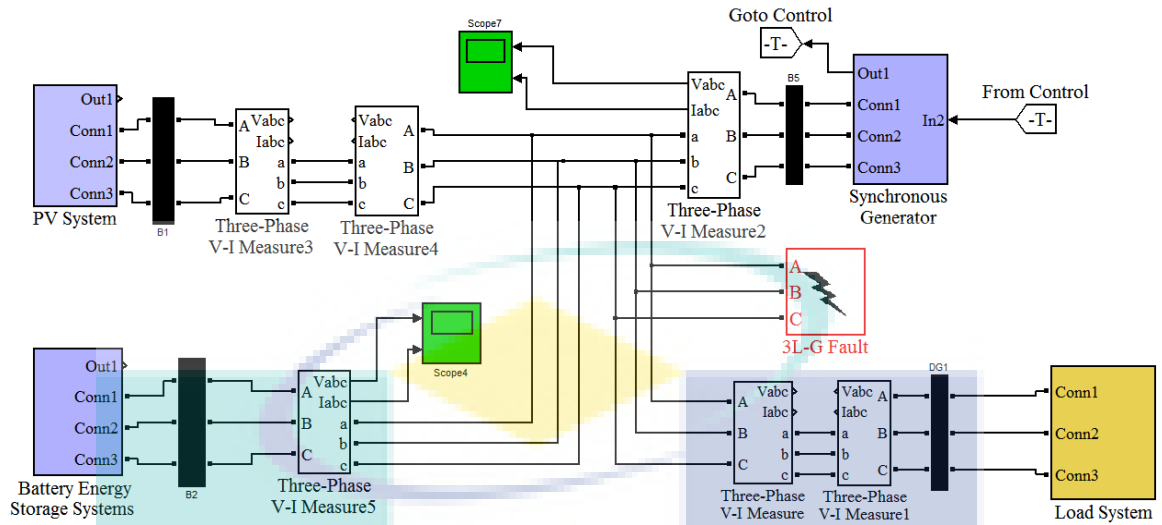 Scope7
Goto Control
-T-
Out1
Conn1
Conn2
Conn3
PV System
B1
Vabc
Iabc
A
B
C
a
b
c
Three-Phase
V-I Measure3
Vabc
Iabc
a
b
c
A
B
C
Three-Phase
V-I Measure4
Vabc
Iabc
a
b
c
A
B
C
Three-Phase
V-I Measure2
B5
Out1
Conn1
Conn2
Conn3
In2
Synchronous
Generator
From Control
-T-
A
B
C
3L-G Fault
Scope4
Out1
Conn1
Conn2
Conn3
Battery Energy
Storage Systems
B2
A
B
C
Vabc
Iabc
a
b
c
Three-Phase
V-I Measure5
A
B
C
Vabc
Iabc
a
b
c
Three-Phase
V-I Measure
Vabc
Iabc
a
b
c
A
B
C
Three-Phase
V-I Measure1
DG1
Conn1
Conn2
Conn3
Load System